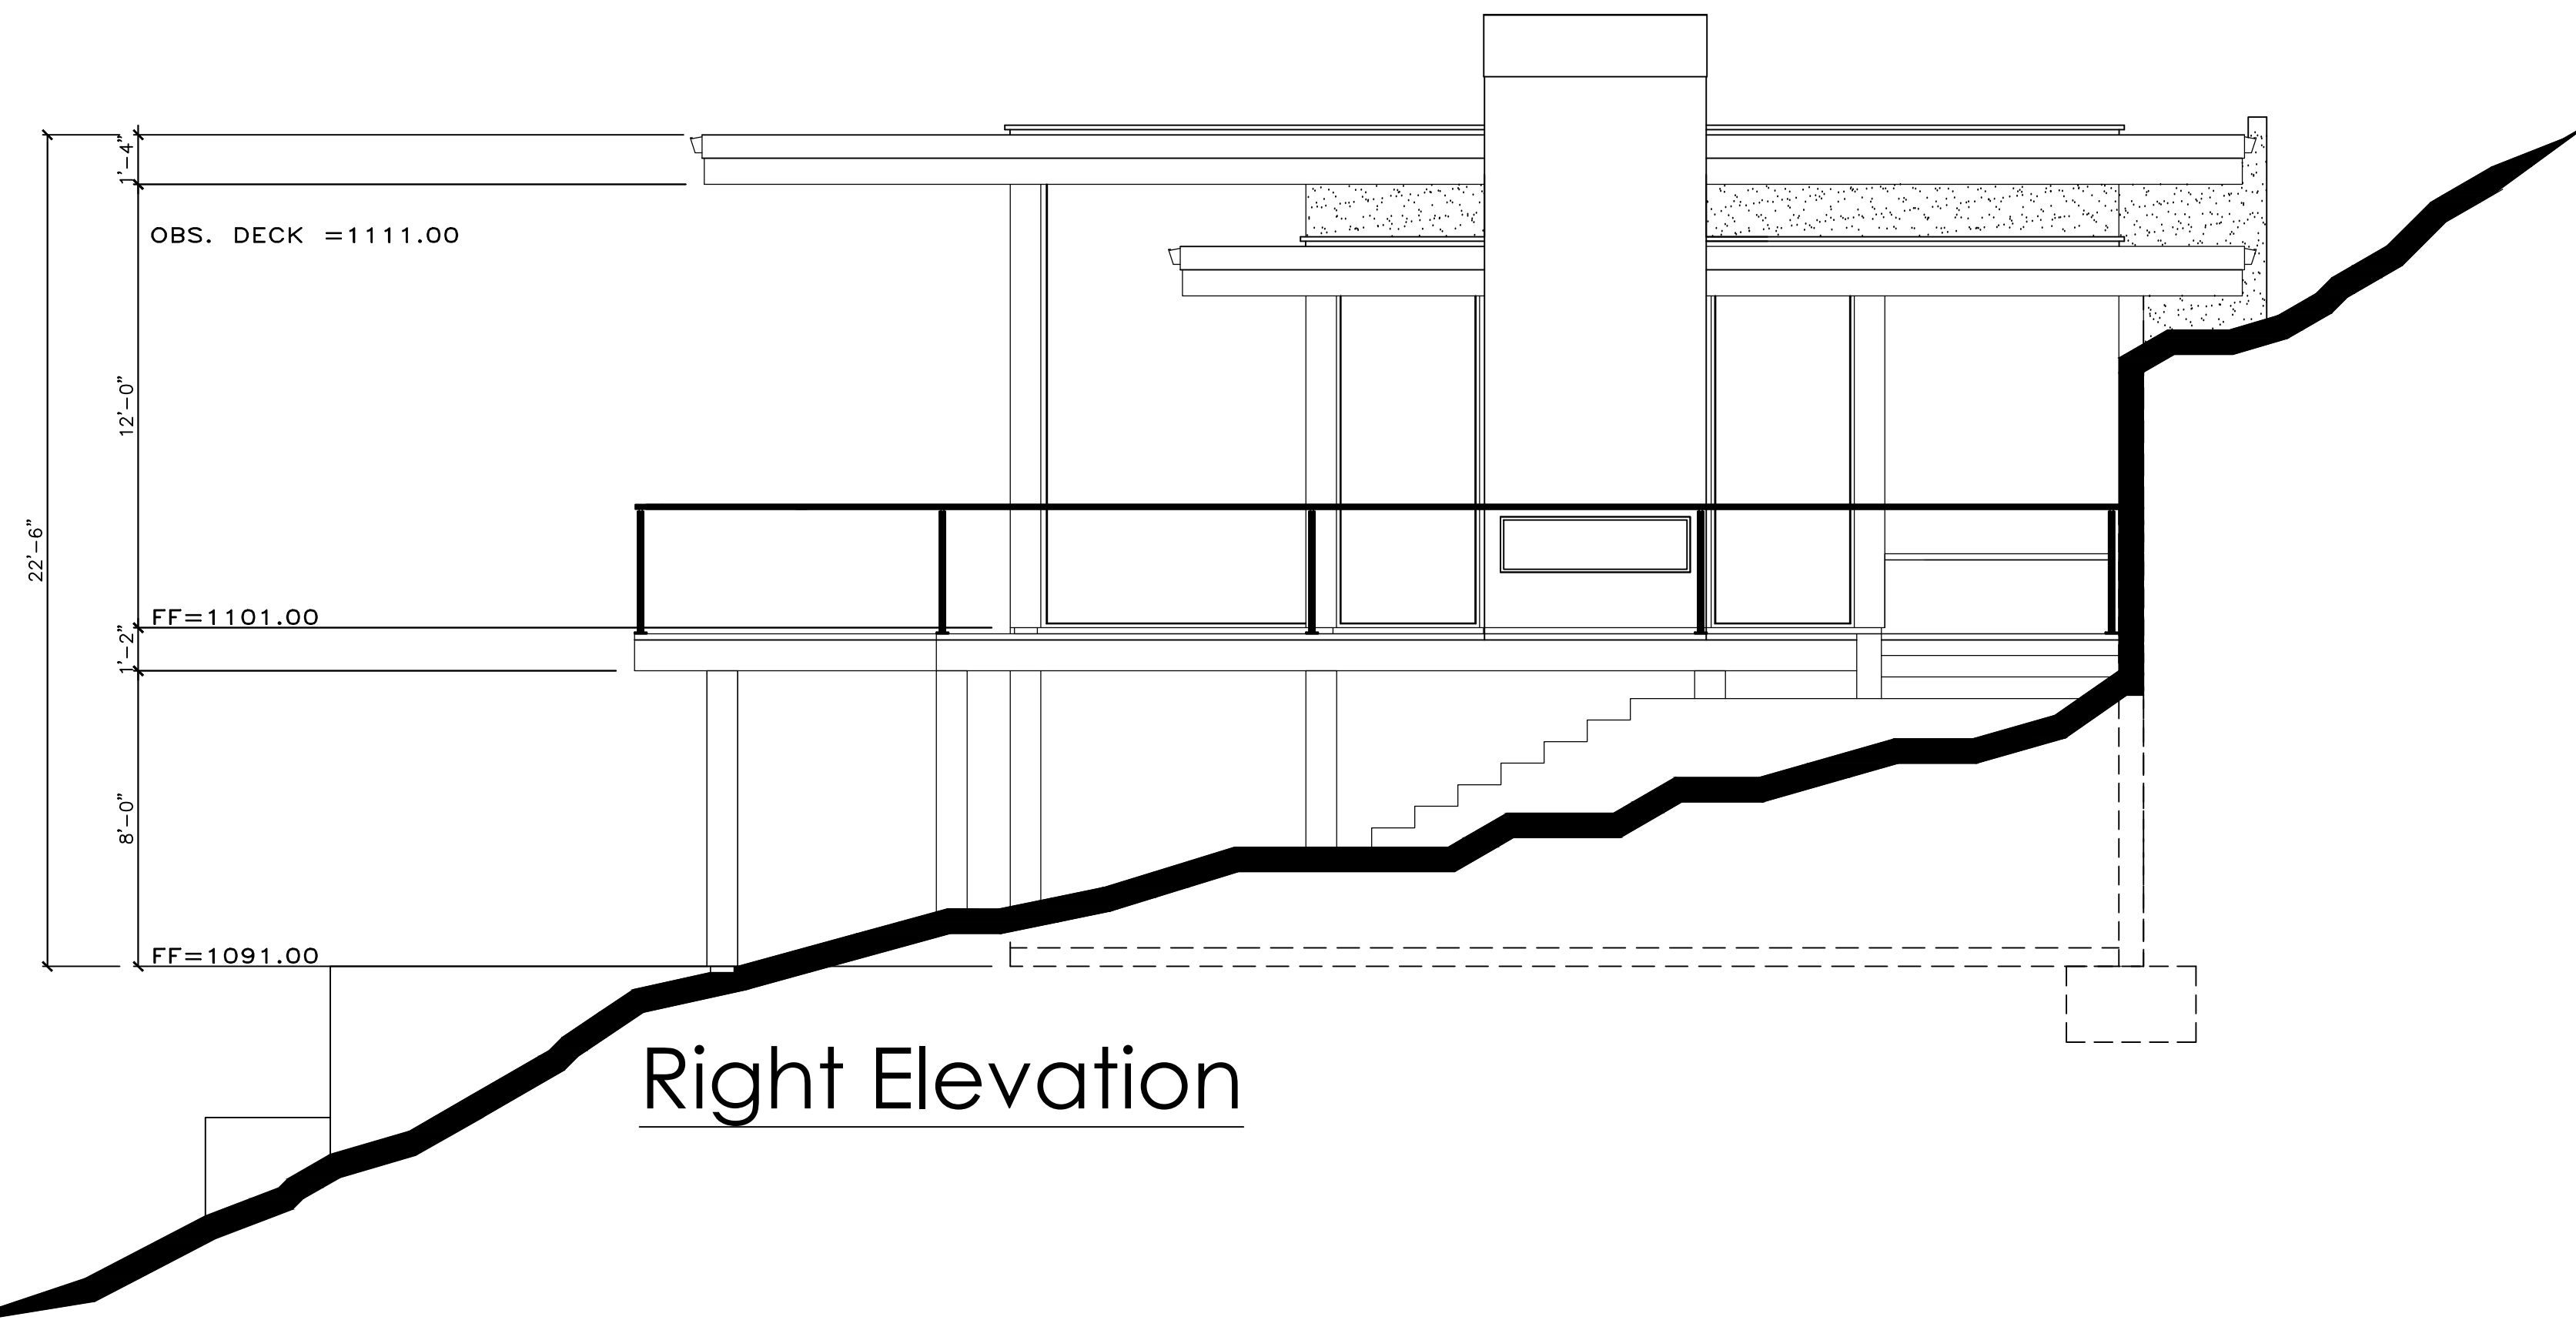 1'-4"
OBS. DECK =1111.00
12'-0"
22'-6"
FF=1101.00
1'-2"
8'-0"
FF=1091.00
Right Elevation